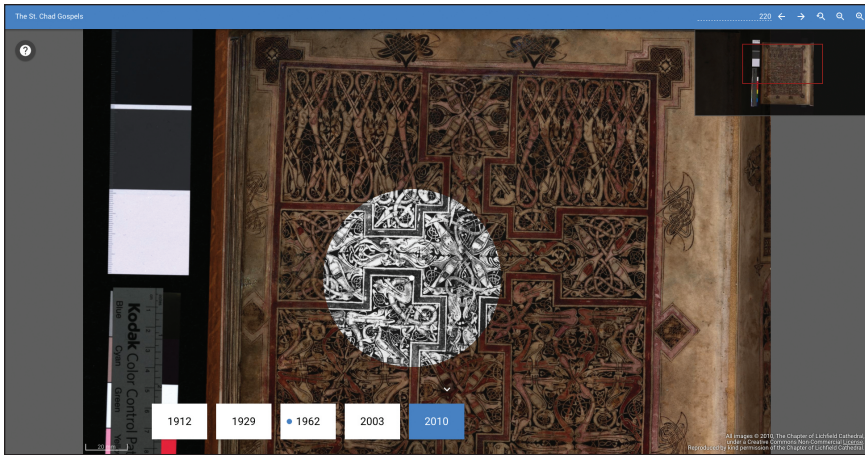 The St. Chad Gospels
220
Kodak Color Control P
Blue
Cyan
Green
Ye
1912
1929
1962
2003
2010
20 mm
All images © 2010, The Chapter of Lichfield Cathedral
under a Creative Commons Non-Commercial License
Reproduced by kind permission of the Chapter of Lichfield Cathedral